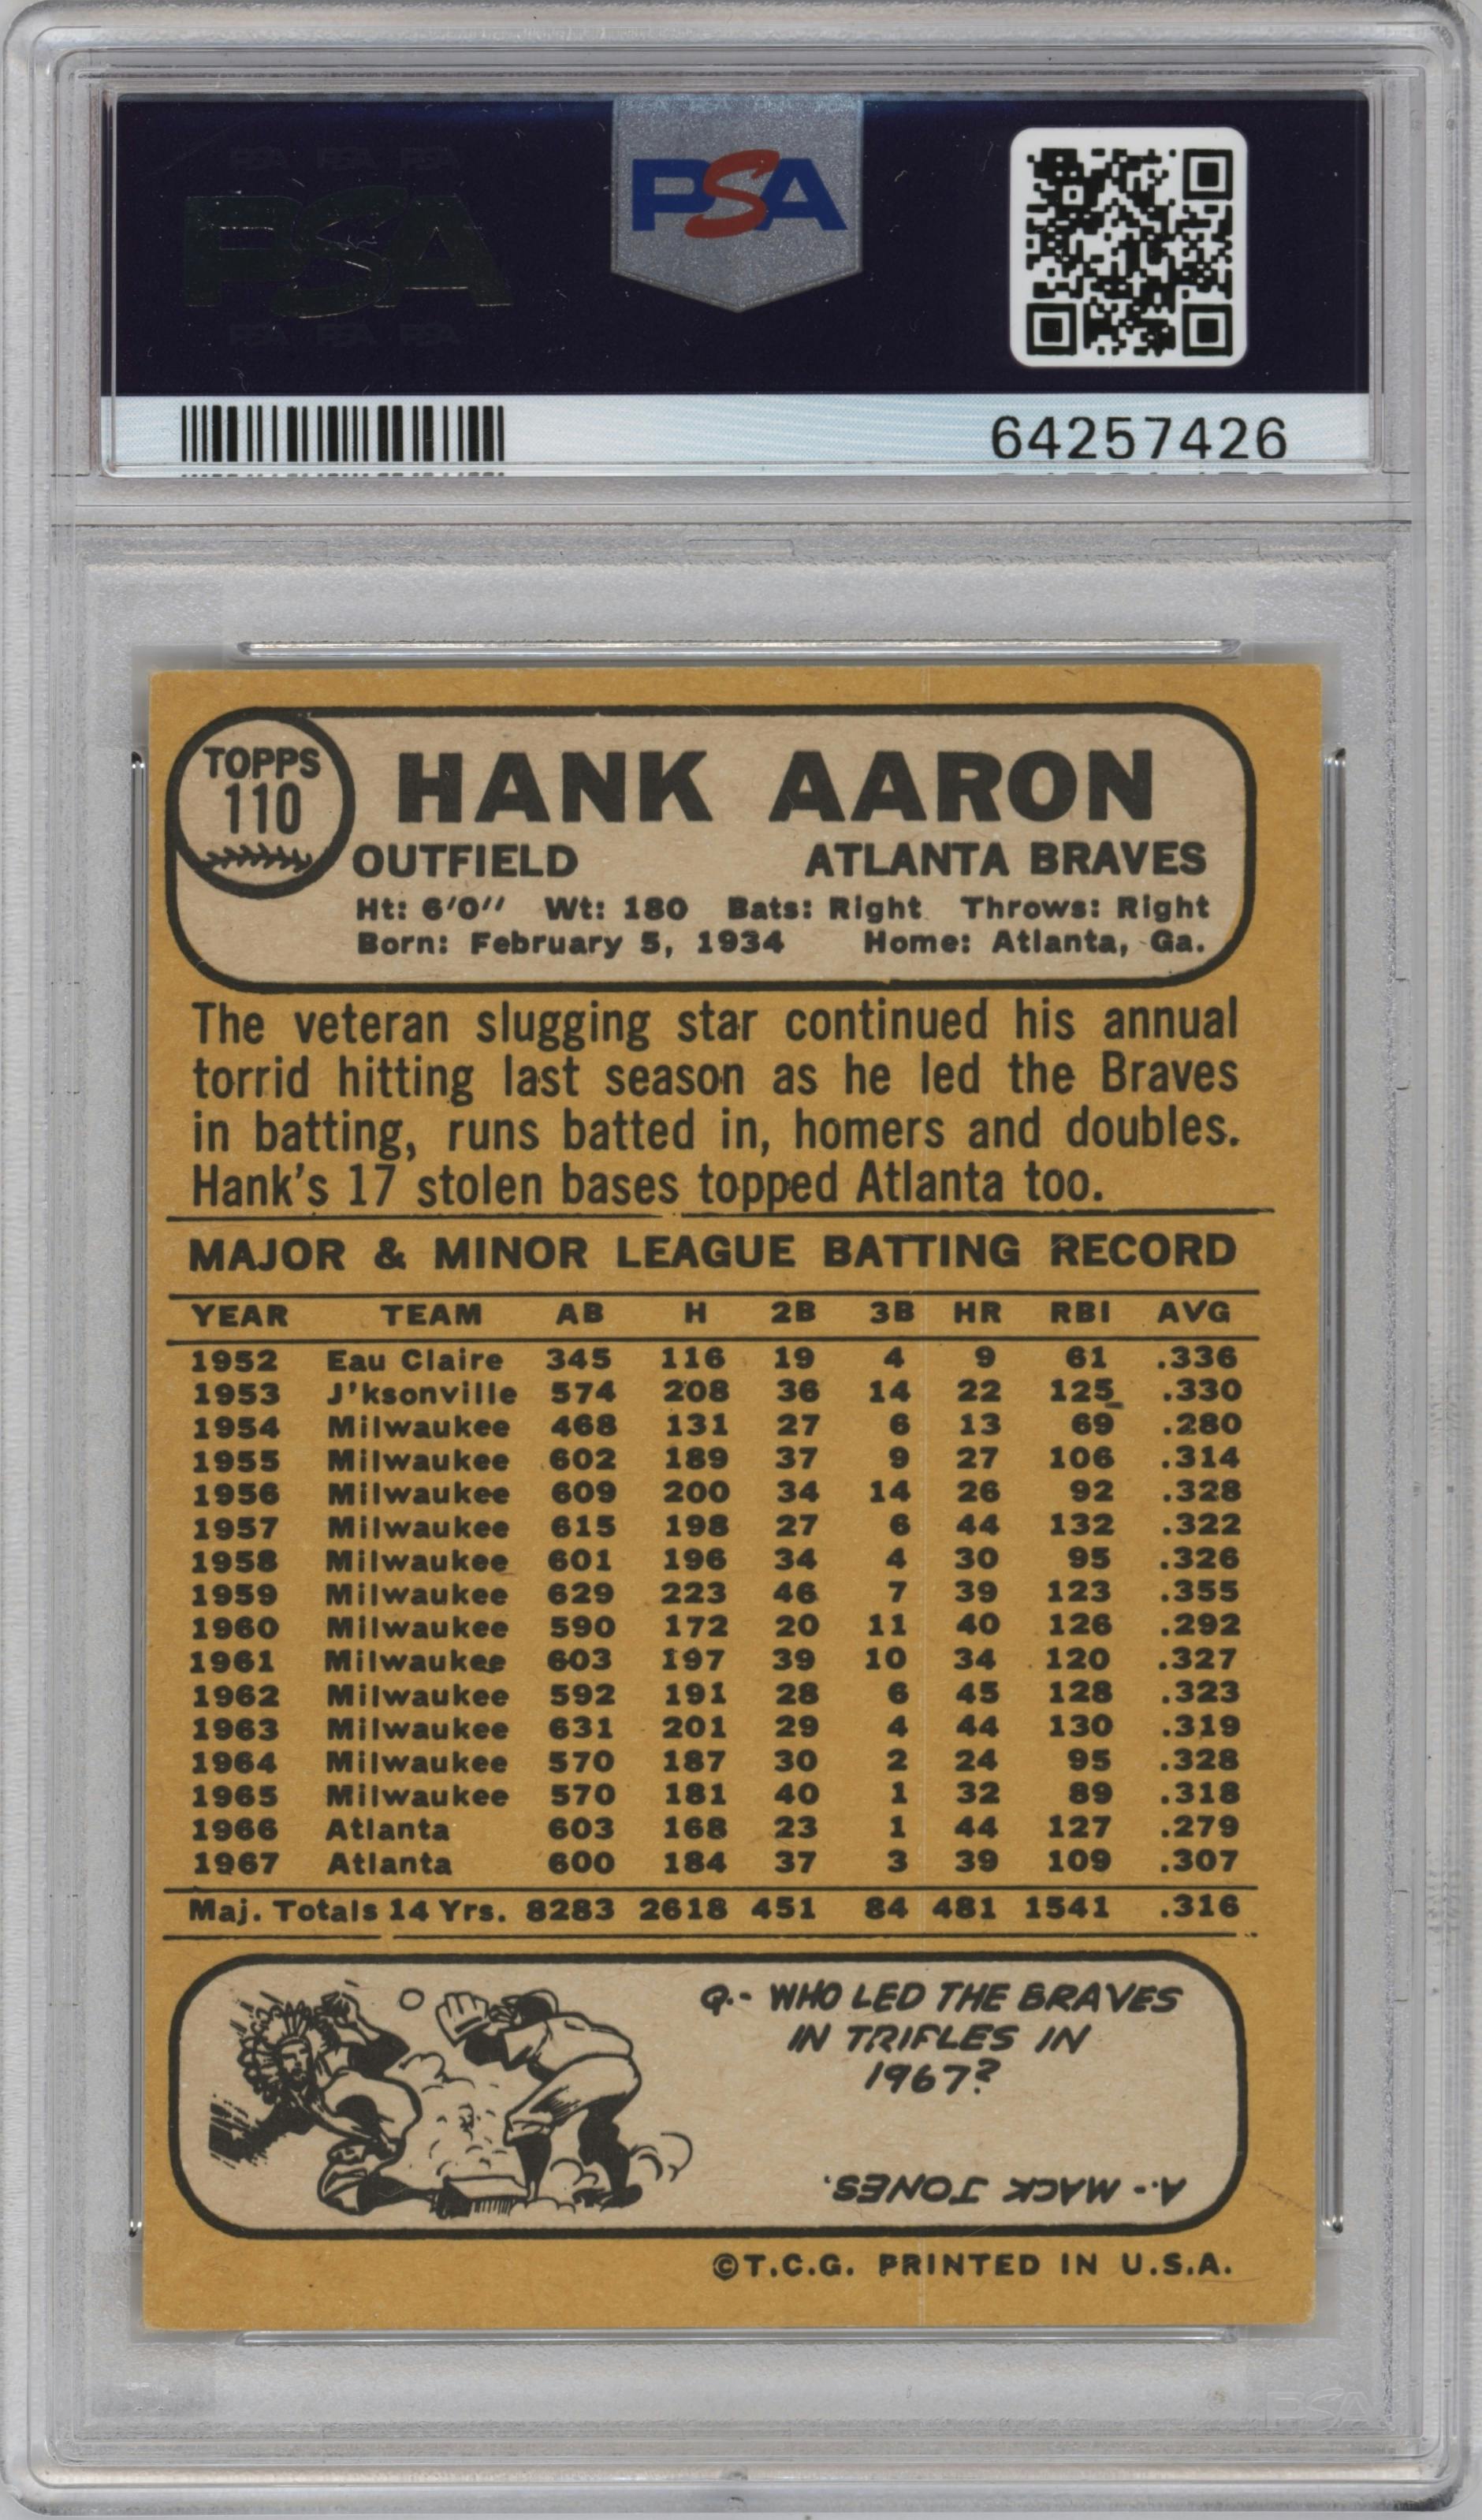 PSA PSA PSA
PSA
PSA PSA PSA
PSA
64257426
TOPPS
110
HANK AARON
OUTFIELD ATLANTA BRAVES
Ht: 6'0" Wt: 180 Bats: Right Throws: Right
Born: February 5, 1934 Home: Atlanta, Ga.
The veteran slugging star continued his annual
torrid hitting last season as he led the Braves
in batting, runs batted in, homers and doubles.
Hank's 17 stolen bases topped Atlanta too.
MAJOR & MINOR LEAGUE BATTING RECORD
YEAR TEAM AB H 2B 3B HR RBI AVG
1952 Eau Claire 345 116 19 4 9 61 .336
1953 J'ksonville 574 208 36 14 22 125 .330
1954 Milwaukee 468 131 27 6 13 69 .280
1955 Milwaukee 602 189 37 9 27 106 .314
1956 Milwaukee 609 200 34 14 26 92 .328
1957 Milwaukee 615 198 27 6 44 132 .322
1958 Milwaukee 601 196 34 4 30 95 .326
1959 Milwaukee 629 223 46 7 39 123 .355
1960 Milwaukee 590 172 20 11 40 126 .292
1961 Milwaukee 603 197 39 10 34 120 .327
1962 Milwaukee 592 191 28 6 45 128 .323
1963 Milwaukee 631 201 29 4 44 130 .319
1964 Milwaukee 570 187 30 2 24 95 .328
1965 Milwaukee 570 181 40 1 32 89 .318
1966 Atlanta 603 168 23 1 44 127 .279
1967 Atlanta 600 184 37 3 39 109 .307
Maj. Totals 14 Yrs. 8283 2618 451 84 481 1541 .316
Q.- WHO LED THE BRAVES
IN TRIPLES IN
1967?
A.- MACK JONES.
©T.C.G. PRINTED IN U.S.A.
PSA